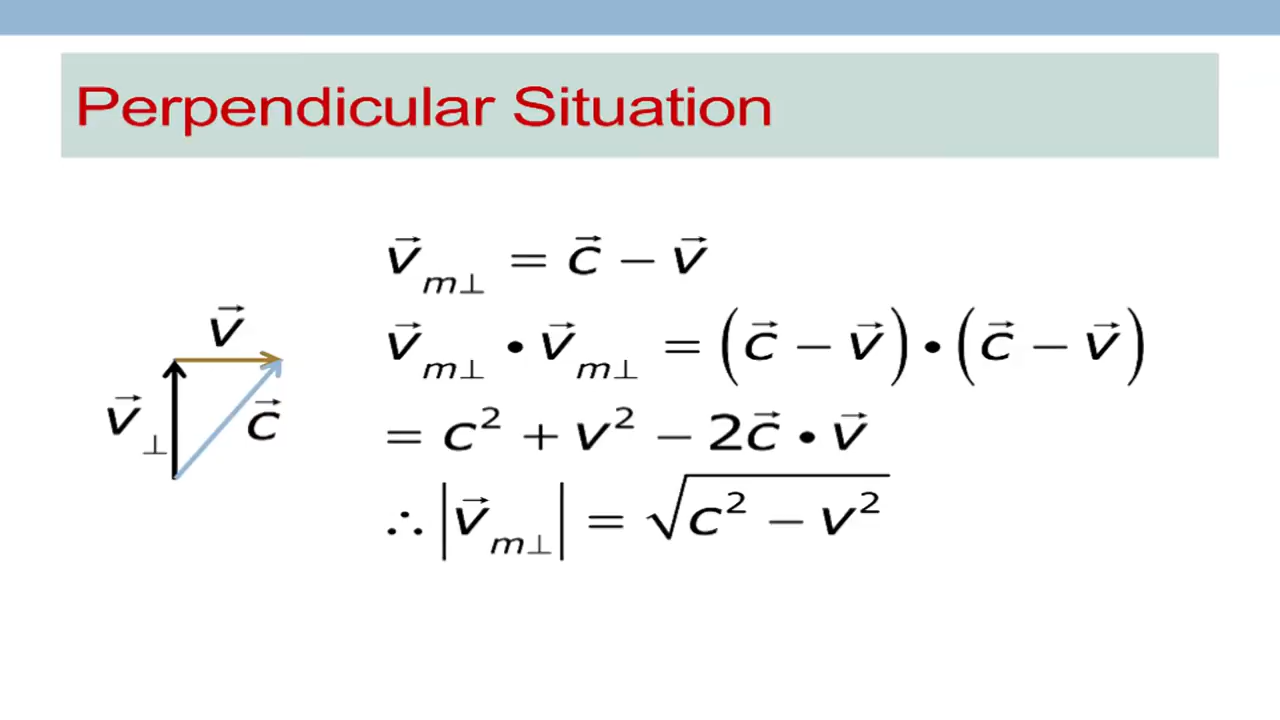 Perpendicular Situation
v⃗ₘ⊥ = c⃗ − v⃗
v⃗ₘ⊥ • v⃗ₘ⊥ = (c⃗ − v⃗) • (c⃗ − v⃗)
= c² + v² − 2c⃗ • v⃗
∴ |v⃗ₘ⊥| = √(c² − v²)
v⃗
v⃗⊥
c⃗